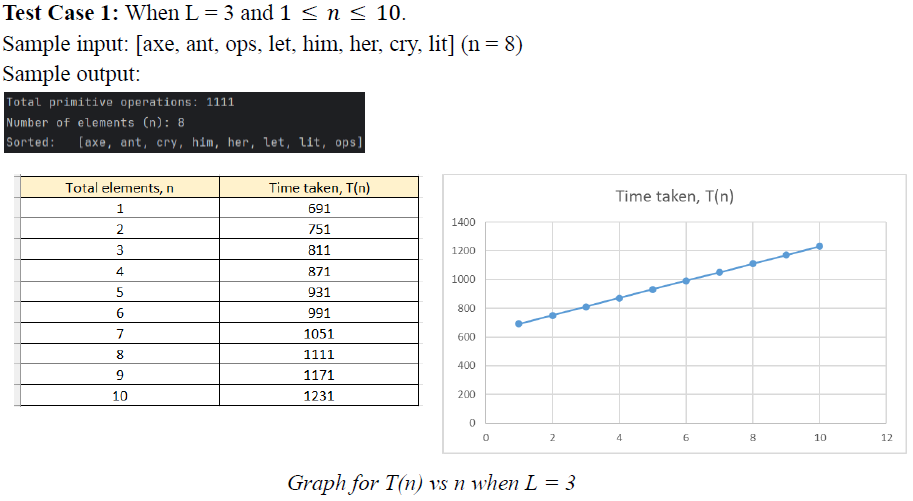 Test Case 1: When L = 3 and 1 ≤ n ≤ 10.
Sample input: [axe, ant, ops, let, him, her, cry, lit] (n = 8)
Sample output:
Total primitive operations: 1111
Number of elements (n): 8
Sorted: [axe, ant, cry, him, her, let, lit, ops]
Total elements, n Time taken, T(n)
1 691
2 751
3 811
4 871
5 931
6 991
7 1051
8 1111
9 1171
10 1231
Time taken, T(n)
1400
1200
1000
800
600
400
200
0
0 2 4 6 8 10 12
Graph for T(n) vs n when L = 3